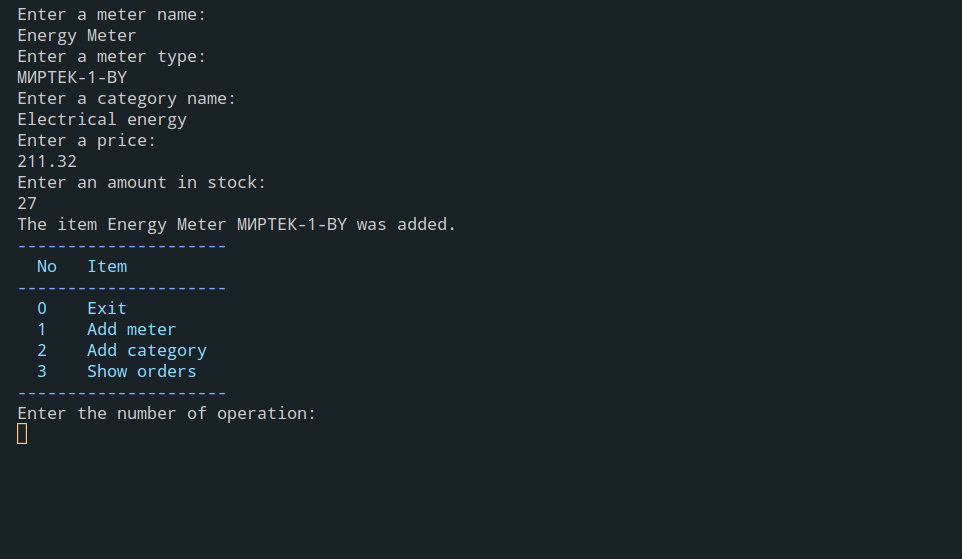 Enter a meter name:
Energy Meter
Enter a meter type:
МИРТЕК-1-BY
Enter a category name:
Electrical energy
Enter a price:
211.32
Enter an amount in stock:
27
The item Energy Meter МИРТЕК-1-BY was added.
---------------------
No Item
---------------------
0 Exit
1 Add meter
2 Add category
3 Show orders
---------------------
Enter the number of operation: